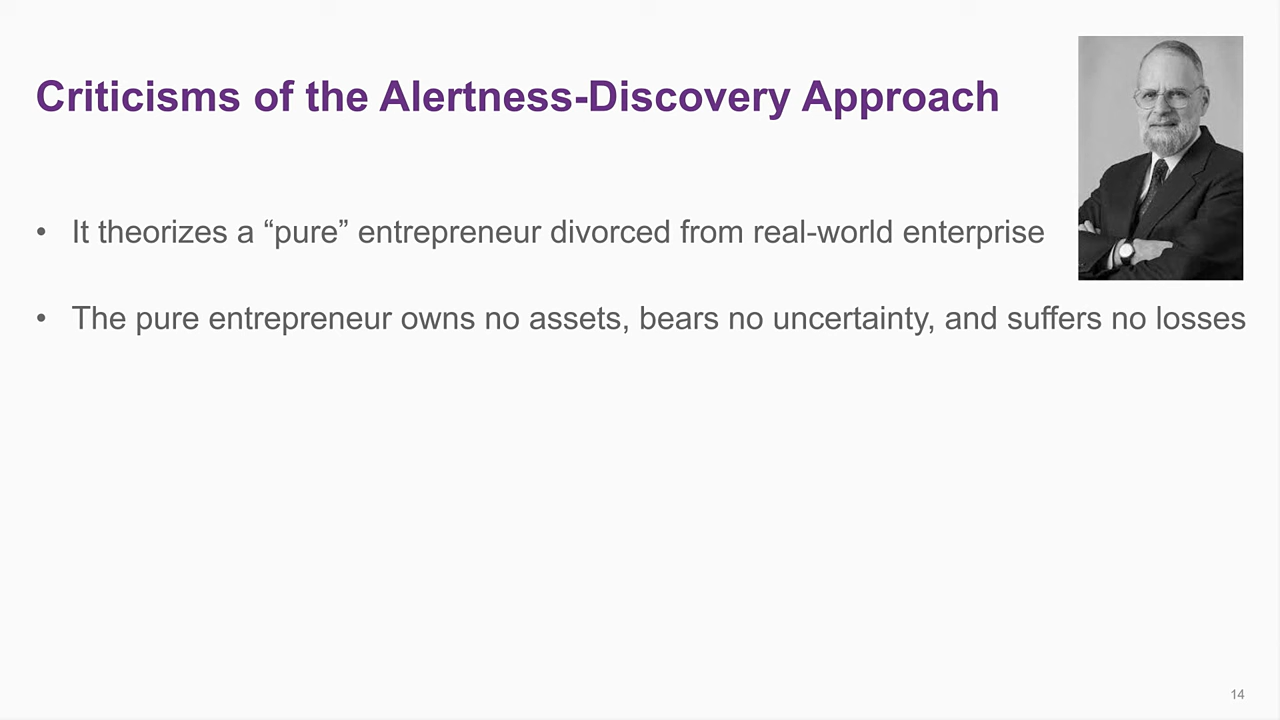 Criticisms of the Alertness-Discovery Approach
• It theorizes a “pure” entrepreneur divorced from real-world enterprise
• The pure entrepreneur owns no assets, bears no uncertainty, and suffers no losses
14